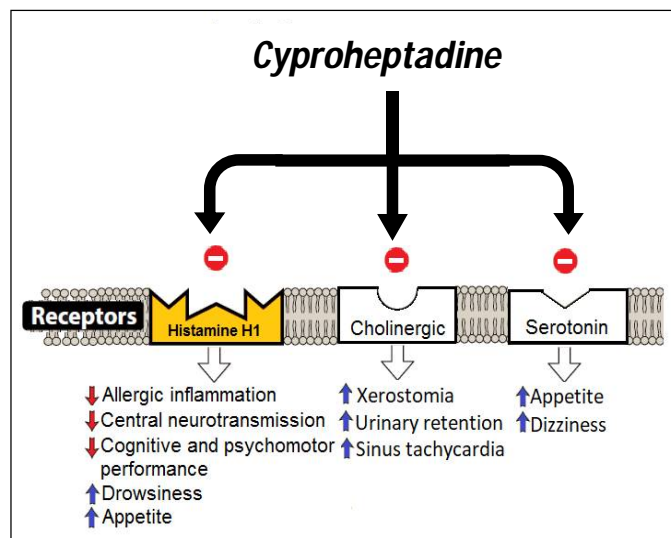 Cyproheptadine
Receptors
Histamine H1
Cholinergic
Serotonin
Allergic inflammation
Central neurotransmission
Cognitive and psychomotor
performance
Drowsiness
Appetite
Xerostomia
Urinary retention
Sinus tachycardia
Appetite
Dizziness